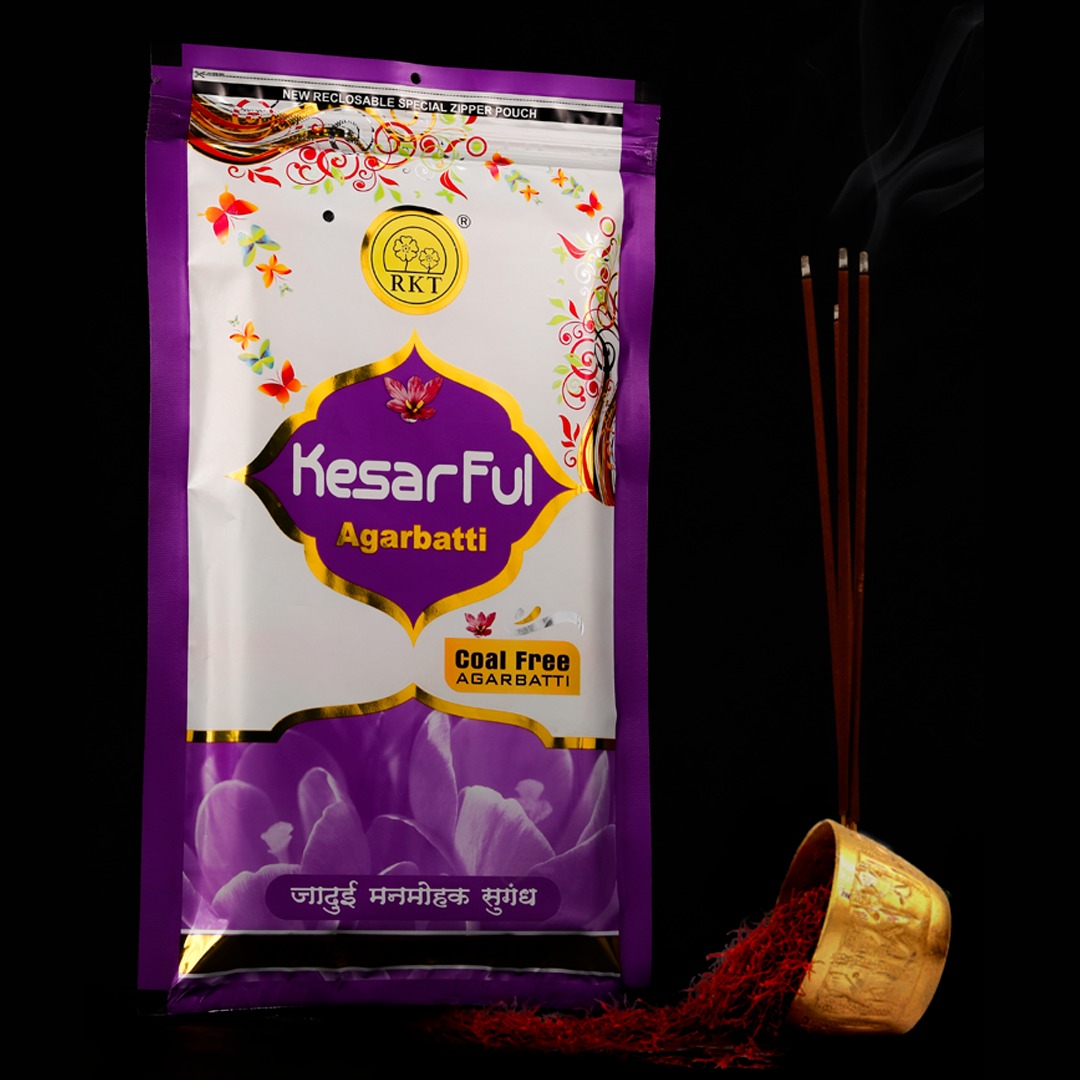 NEW RECLOSABLE SPECIAL ZIPPER POUCH
®
RKT
KesarFul
Agarbatti
Coal Free
AGARBATTI
जादुई मनमोहक सुगंध